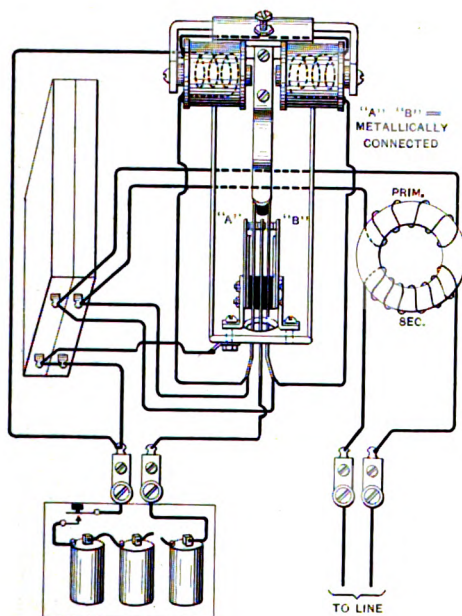 "A" "B" =
METALLICALLY
CONNECTED
PRIM.
"A"
"B"
SEC.
TO LINE